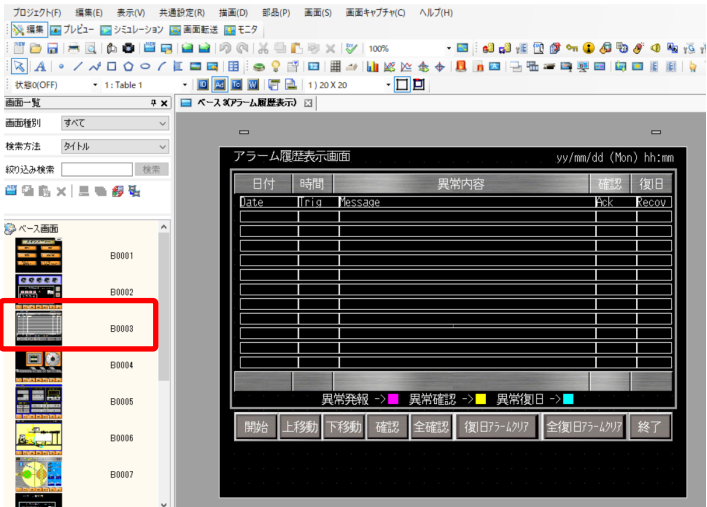 プロジェクト(F) 編集(E) 表示(V) 共通設定(R) 描画(D) 部品(P) 画面(S) 画面キャプチャ(C) ヘルプ(H)
編集 プレビュー シミュレーション 画面転送 モニタ
100%
A
状態0(OFF) 1 : Table 1 ID Ad Tc W 1 ) 20 X 20
画面一覧 ベース 3(アラーム履歴表示)
画面種別 すべて
検索方法 タイトル
絞り込み検索 検索
ベース画面
B0001
B0002
B0003
B0004
B0005
B0006
B0007
アラーム履歴表示画面 yy/mm/dd (Mon) hh:mm
日付 時間 異常内容 確認 復旧
Date Trig Message Ack Recov
異常発報 -> 異常確認 -> 異常復旧 ->
開始 上移動 下移動 確認 全確認 復旧アラームクリア 全復旧アラームクリア 終了